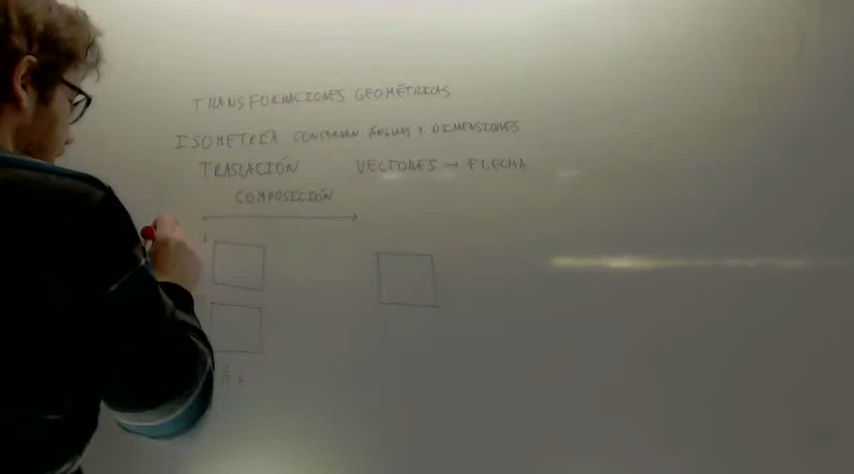 TRANSFORMACIONES GEOMÉTRICAS
ISOMETRÍA CONSERVAN ÁNGULOS Y DIMENSIONES
TRASLACIÓN VECTORES → FLECHA
COMPOSICIÓN